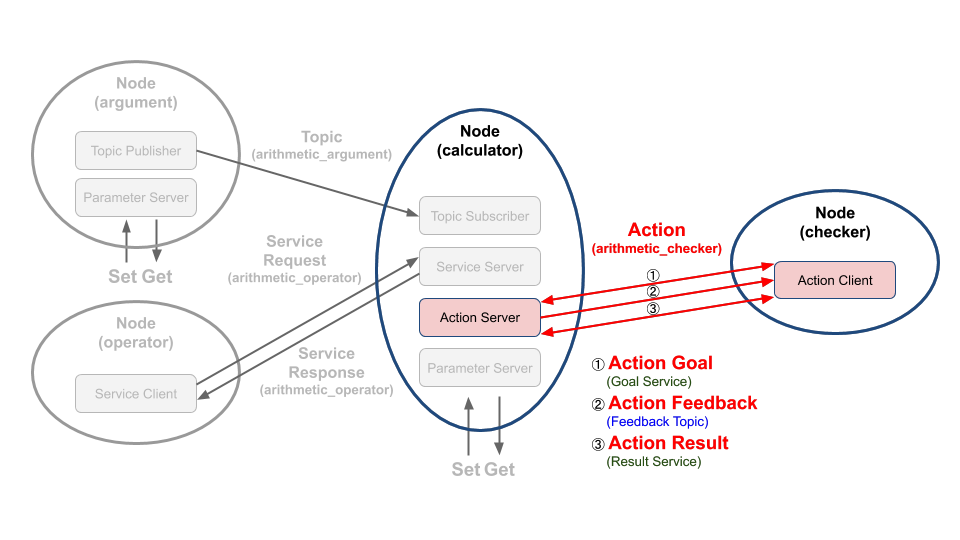 Node
(argument)
Topic Publisher
Parameter Server
Set Get
Topic
(arithmetic_argument)
Service
Request
(arithmetic_operator)
Node
(operator)
Service Client
Service
Response
(arithmetic_operator)
Node
(calculator)
Topic Subscriber
Service Server
Action Server
Parameter Server
Set Get
Action
(arithmetic_checker)
①
②
③
Node
(checker)
Action Client
① Action Goal
(Goal Service)
② Action Feedback
(Feedback Topic)
③ Action Result
(Result Service)